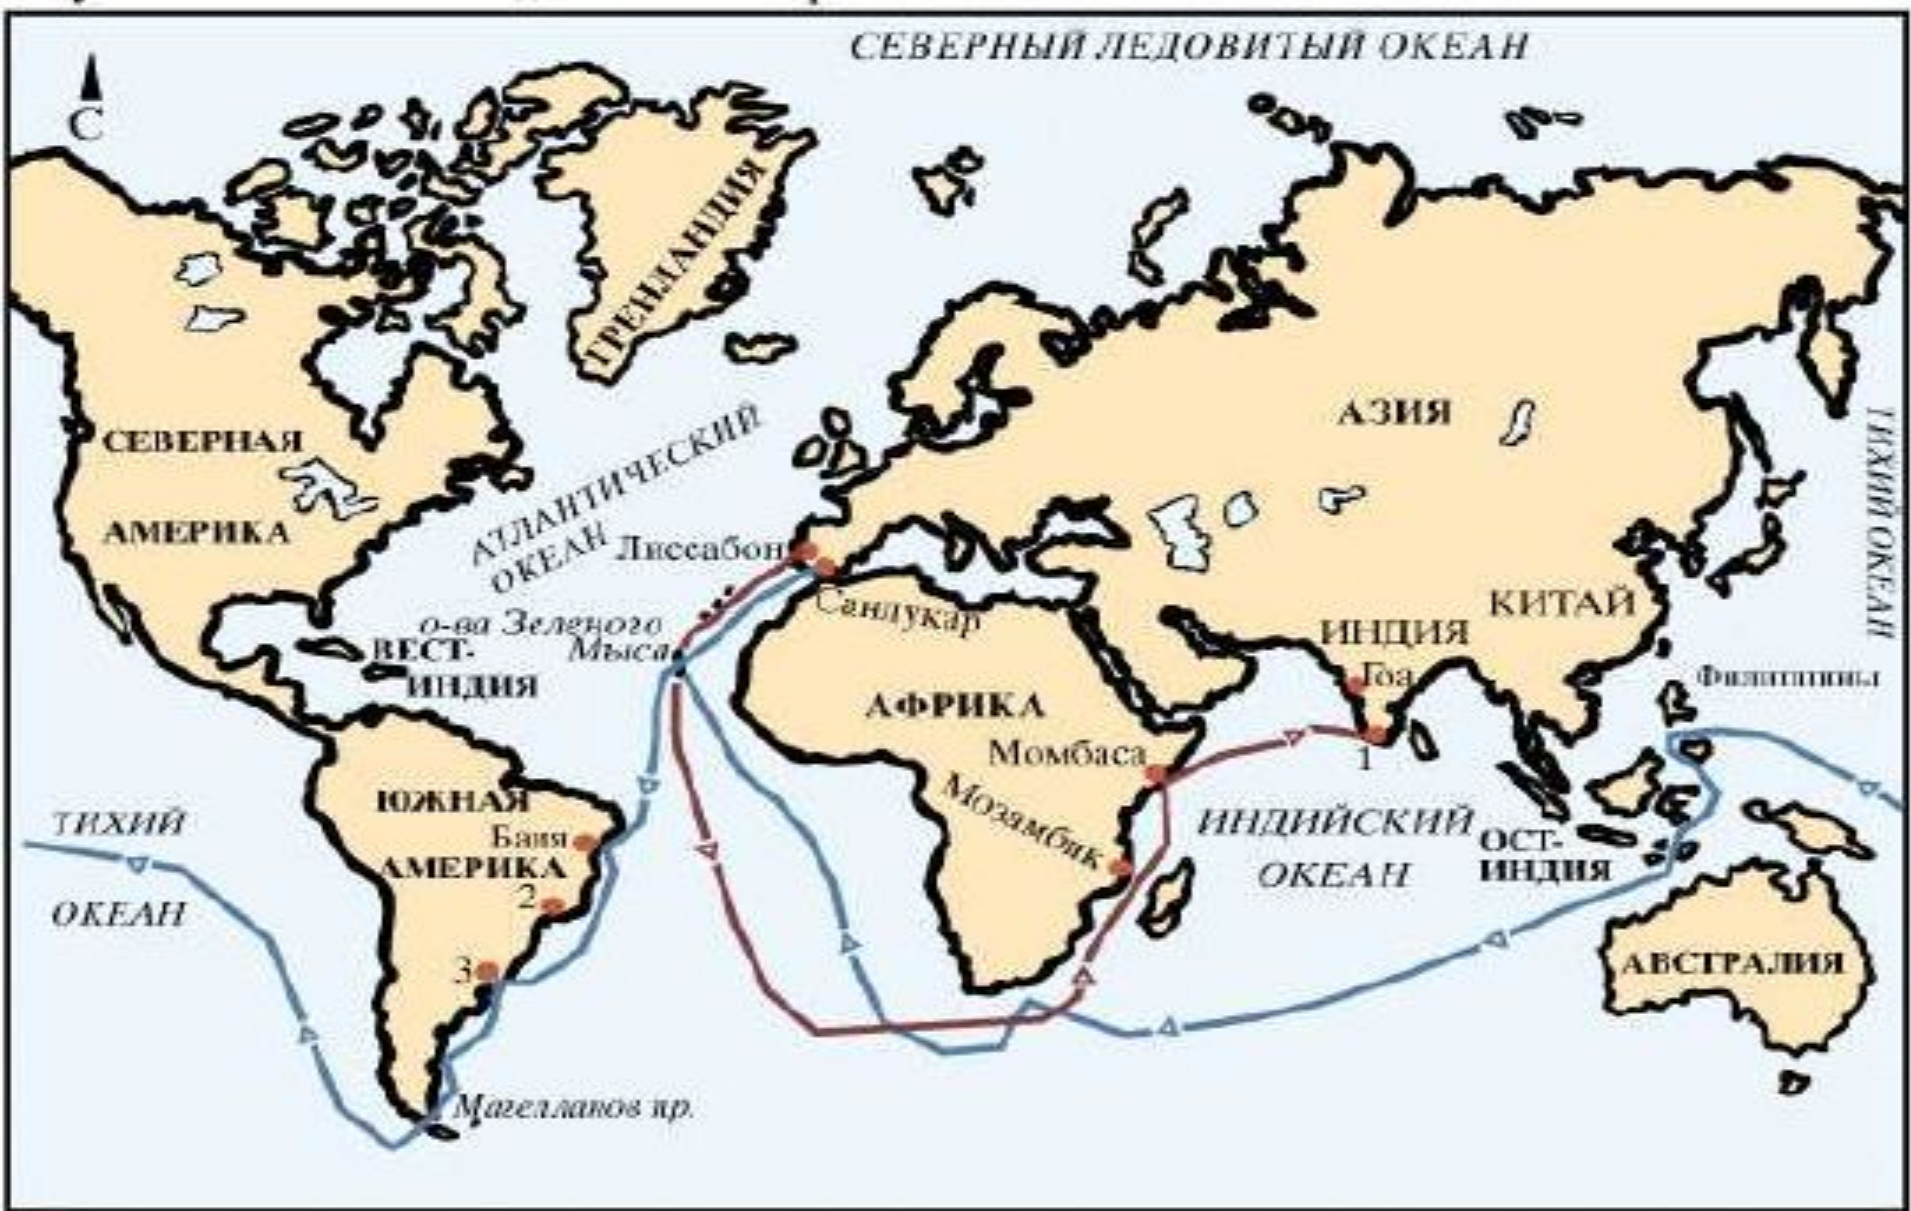 СЕВЕРНЫЙ ЛЕДОВИТЫЙ ОКЕАН
С
ГРЕНЛАНДИЯ
СЕВЕРНАЯ
АМЕРИКА
АТЛАНТИЧЕСКИЙ
ОКЕАН
АЗИЯ
ТИХИЙ ОКЕАН
Лиссабон
Санлукар
о-ва Зеленого
Мыса
ВЕСТ-
ИНДИЯ
КИТАЙ
ИНДИЯ
Гоа
Филиппины
АФРИКА
Момбаса
1
Мозамбик
ЮЖНАЯ
АМЕРИКА
Баия
2
3
ТИХИЙ
ОКЕАН
ИНДИЙСКИЙ
ОКЕАН
ОСТ-
ИНДИЯ
АВСТРАЛИЯ
Магелланов пр.